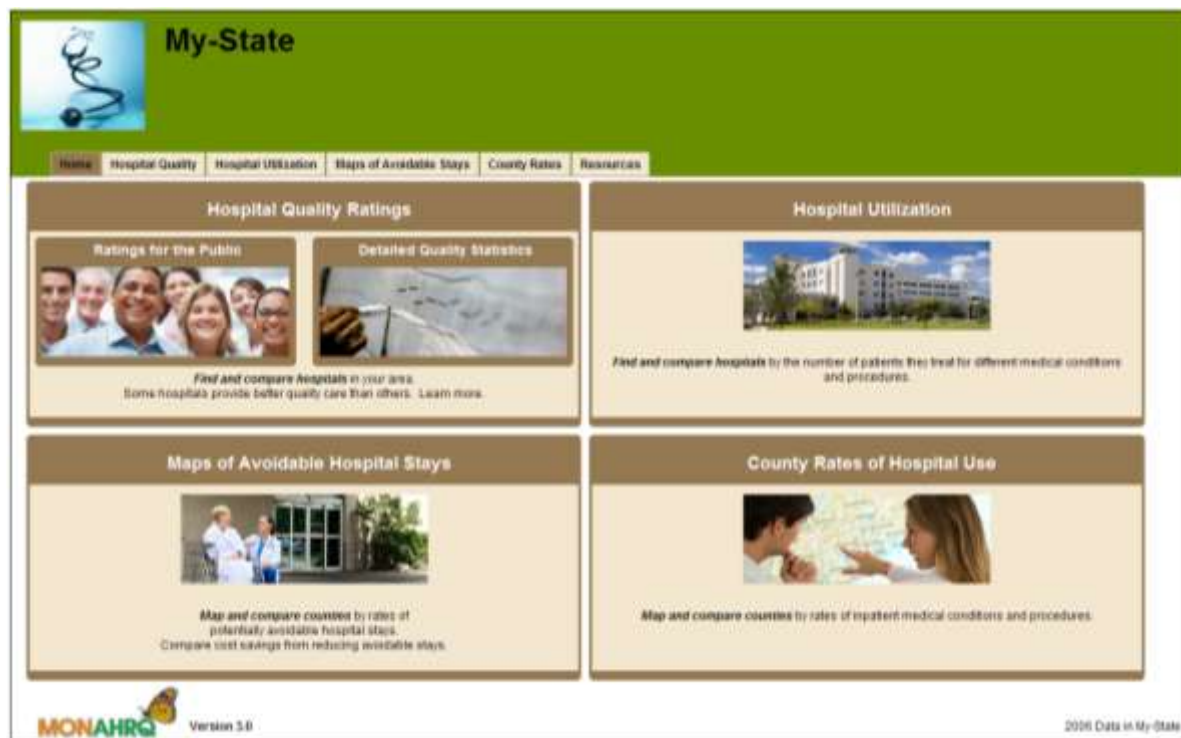 My-State
Home Hospital Quality Hospital Utilization Maps of Avoidable Stays County Rates Resources
Hospital Quality Ratings
Ratings for the Public
Detailed Quality Statistics
Find and compare hospitals in your area.
Some hospitals provide better quality care than others. Learn more.
Hospital Utilization
Find and compare hospitals by the number of patients they treat for different medical conditions
and procedures.
Maps of Avoidable Hospital Stays
Map and compare counties by rates of
potentially avoidable hospital stays.
Compare cost savings from reducing avoidable stays.
County Rates of Hospital Use
Map and compare counties by rates of inpatient medical conditions and procedures.
MONAHRQ
Version 3.0
2006 Data in My-State